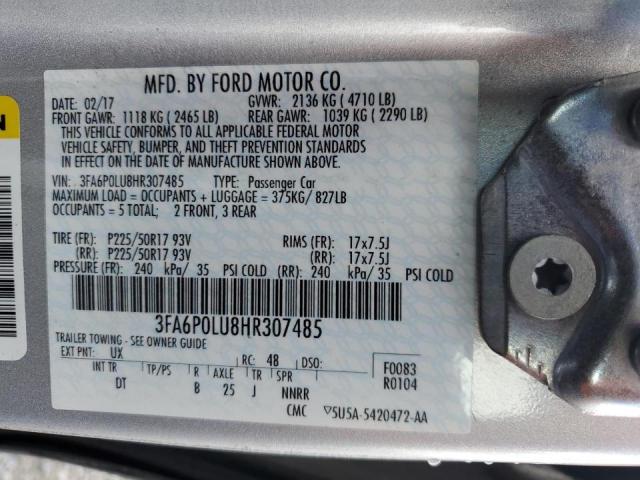 MFD. BY FORD MOTOR CO.
DATE: 02/17 GVWR: 2136 KG ( 4710 LB)
FRONT GAWR: 1118 KG ( 2465 LB) REAR GAWR: 1039 KG ( 2290 LB)
THIS VEHICLE CONFORMS TO ALL APPLICABLE FEDERAL MOTOR
VEHICLE SAFETY, BUMPER, AND THEFT PREVENTION STANDARDS
IN EFFECT ON THE DATE OF MANUFACTURE SHOWN ABOVE.
VIN: 3FA6P0LU8HR307485 TYPE: Passenger Car
MAXIMUM LOAD = OCCUPANTS + LUGGAGE = 375KG/ 827LB
OCCUPANTS = 5 TOTAL; 2 FRONT, 3 REAR
TIRE (FR): P225/50R17 93V RIMS (FR): 17x7.5J
(RR): P225/50R17 93V (RR): 17x7.5J
PRESSURE (FR): 240 kPa/ 35 PSI COLD (RR): 240 kPa/ 35 PSI COLD
3FA6P0LU8HR307485
TRAILER TOWING - SEE OWNER GUIDE
EXT PNT: UX RC: 48 DSO: F0083
R0104
INT TR TP/PS R AXLE TR SPR
DT B 25 J NNRR
CMC 5U5A-5420472-AA